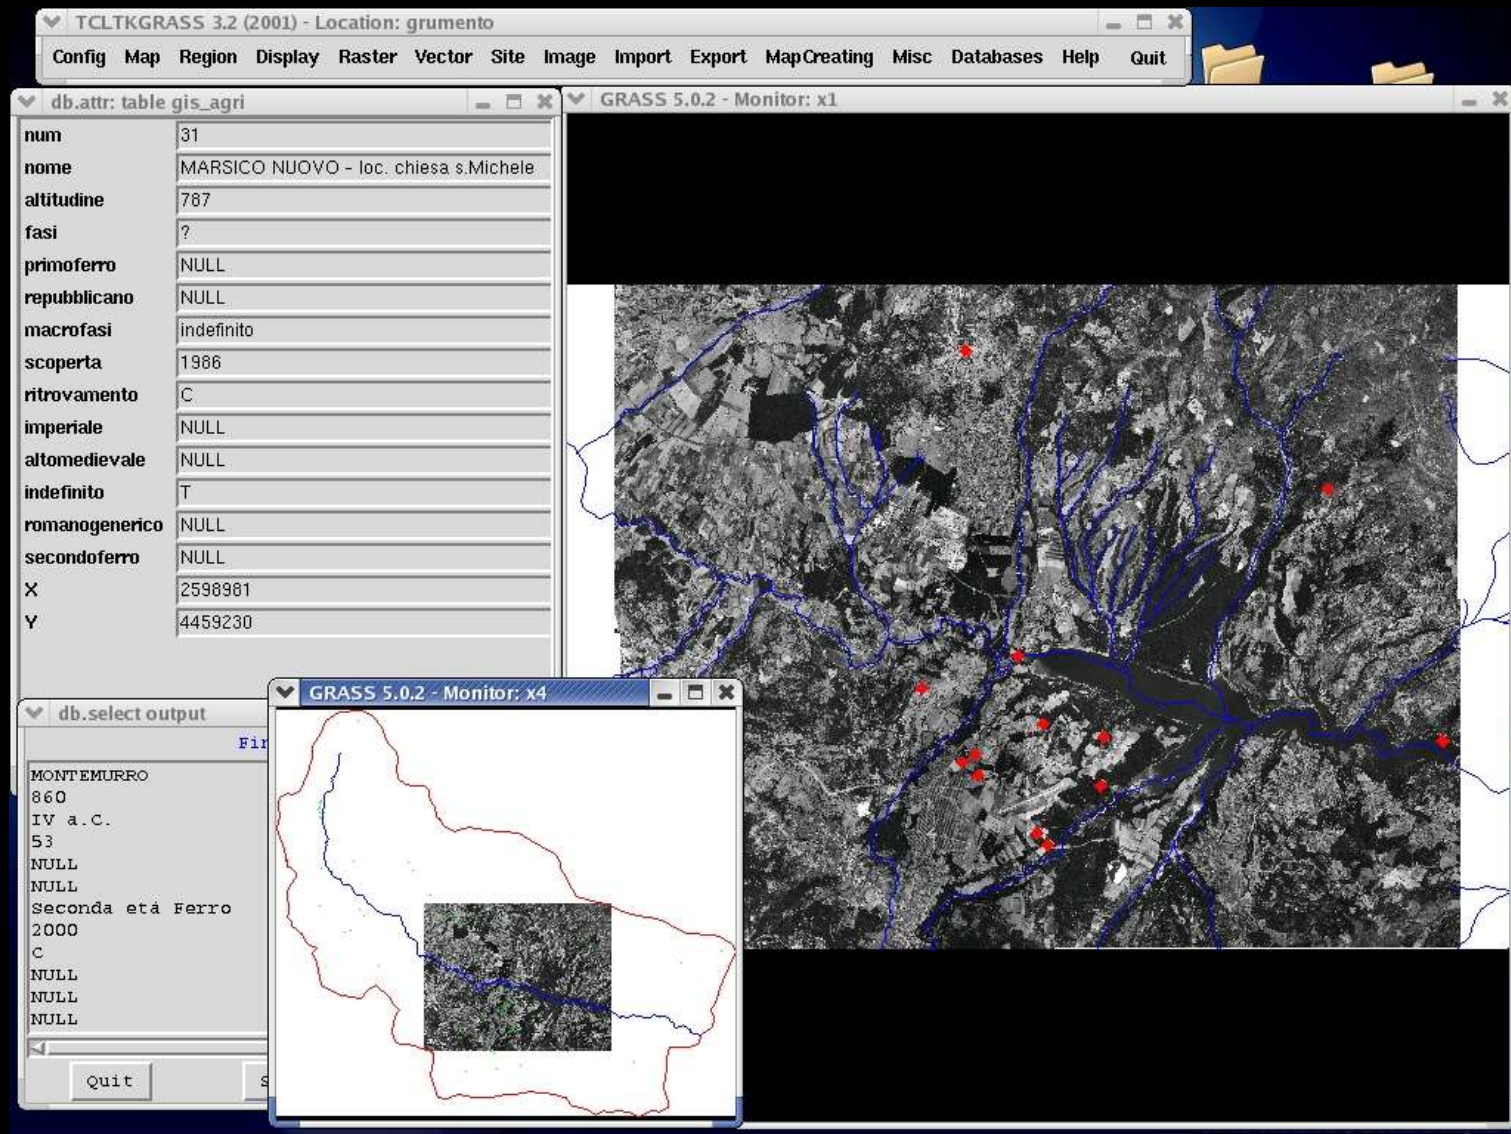 TCLTKGRASS 3.2 (2001) - Location: grumento
Config Map Region Display Raster Vector Site Image Import Export MapCreating Misc Databases Help Quit
db.attr: table gis_agri
num 31
nome MARSICO NUOVO - loc. chiesa s.Michele
altitudine 787
fasi ?
primoferro NULL
repubblicano NULL
macrofasi indefinito
scoperta 1986
ritrovamento C
imperiale NULL
altomedievale NULL
indefinito T
romanogenerico NULL
secondoferro NULL
X 2598981
Y 4459230
GRASS 5.0.2 - Monitor: x1
db.select output
MONTEMURRO
860
IV a.C.
53
NULL
NULL
Seconda etá Ferro
2000
C
NULL
NULL
NULL
Quit
GRASS 5.0.2 - Monitor: x4